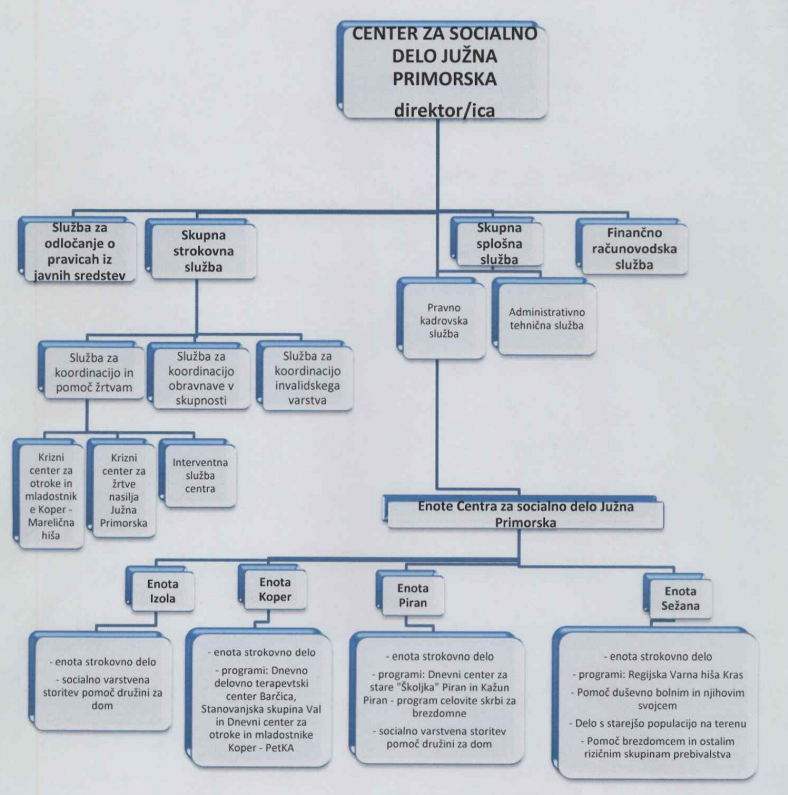 CENTER ZA SOCIALNO
DELO JUŽNA
PRIMORSKA
direktor/ica
Služba za
odločanje o
pravicah iz
javnih sredstev
Skupna
strokovna
služba
Skupna
splošna
služba
Finančno
računovodska
služba
Pravno
kadrovska
služba
Administrativno
tehnična služba
Služba za
koordinacijo in
pomoč žrtvam
Služba za
koordinacijo
obravnave v
skupnosti
Služba za
koordinacijo
invalidskega
varstva
Krizni
center za
otroke in
mladostnik
e Koper -
Marelična
hiša
Krizni
center za
žrtve
nasilja
Južna
Primorska
Interventna
služba
centra
Enote Centra za socialno delo Južna
Primorska
Enota
Izola
Enota
Koper
Enota
Piran
Enota
Sežana
- enota strokovno delo
- socialno varstvena
storitev pomoč družini za
dom
- enota strokovno delo
- programi: Dnevno
delovno terapevtski
center Barčica,
Stanovanjska skupina Val
in Dnevni center za
otroke in mladostnike
Koper - PetKA
- enota strokovno delo
- programi: Dnevni center za
stare "Školjka" Piran in Kažun
Piran - program celovite skrbi za
brezdomne
- socialno varstvena storitev
pomoč družini za dom
- enota strokovno delo
- programi: Regijska Varna hiša Kras
- Pomoč duševno bolnim in njihovim
svojcem
- Delo s starejšo populacijo na terenu
- Pomoč brezdomcem in ostalim
rizičnim skupinam prebivalstva